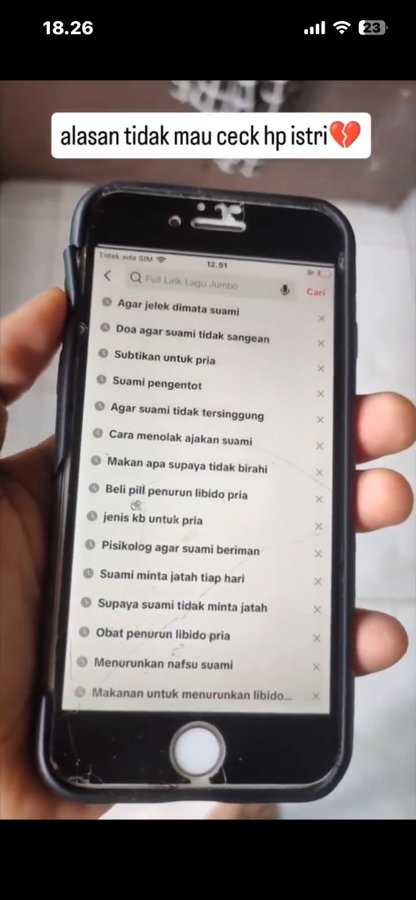 18.26
23
alasan tidak mau ceck hp istri💔
Tidak ada SIM
12.51
Full Lirik Lagu Jumbo
Cari
Agar jelek dimata suami
Doa agar suami tidak sangean
Subtikan untuk pria
Suami pengentot
Agar suami tidak tersinggung
Cara menolak ajakan suami
Makan apa supaya tidak birahi
Beli pill penurun libido pria
jenis kb untuk pria
Pisikolog agar suami beriman
Suami minta jatah tiap hari
Supaya suami tidak minta jatah
Obat penurun libido pria
Menurunkan nafsu suami
Makanan untuk menurunkan libido...